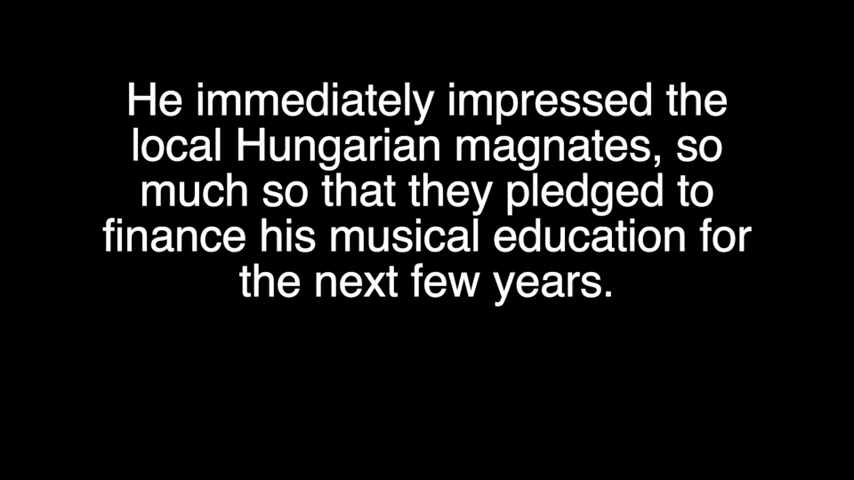 He immediately impressed the
local Hungarian magnates, so
much so that they pledged to
finance his musical education for
the next few years.